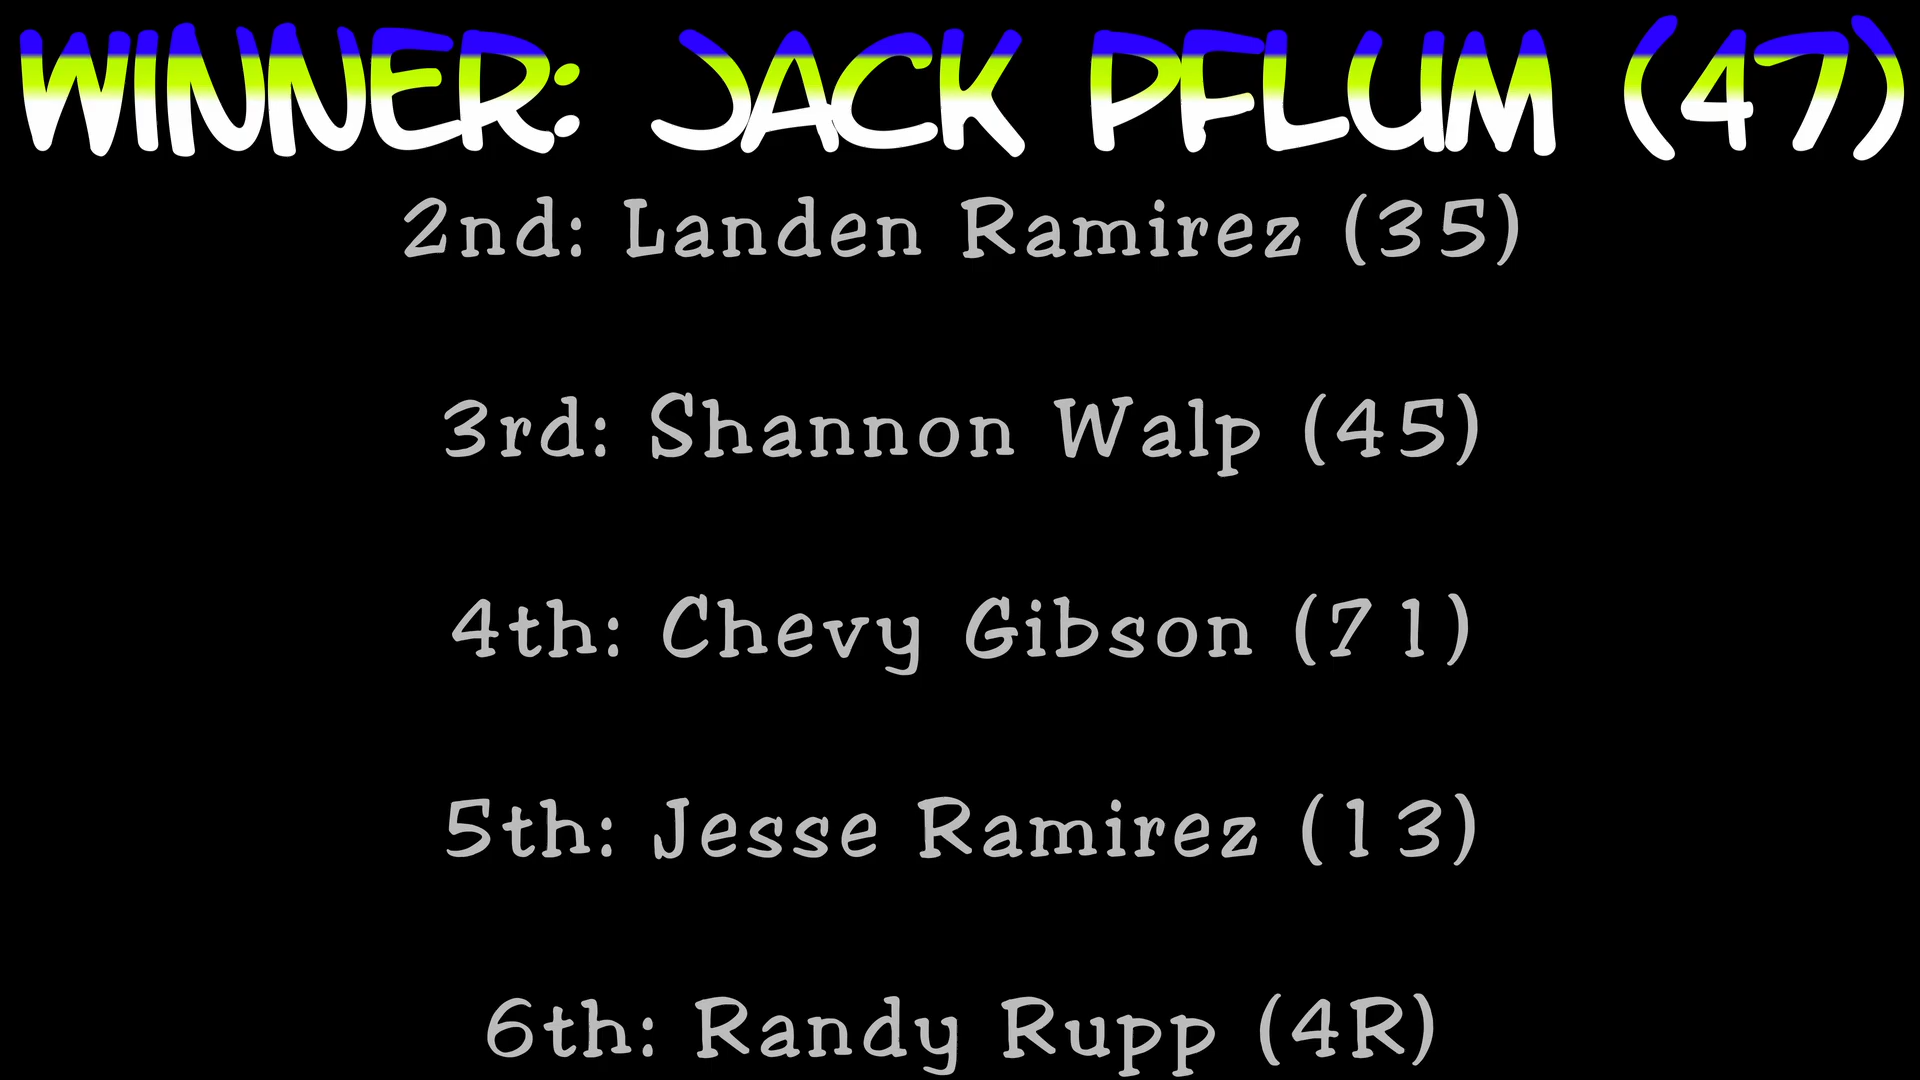 WINNER: JACK PFLUM (47)
2nd: Landen Ramirez (35)
3rd: Shannon Walp (45)
4th: Chevy Gibson (71)
5th: Jesse Ramirez (13)
6th: Randy Rupp (4R)